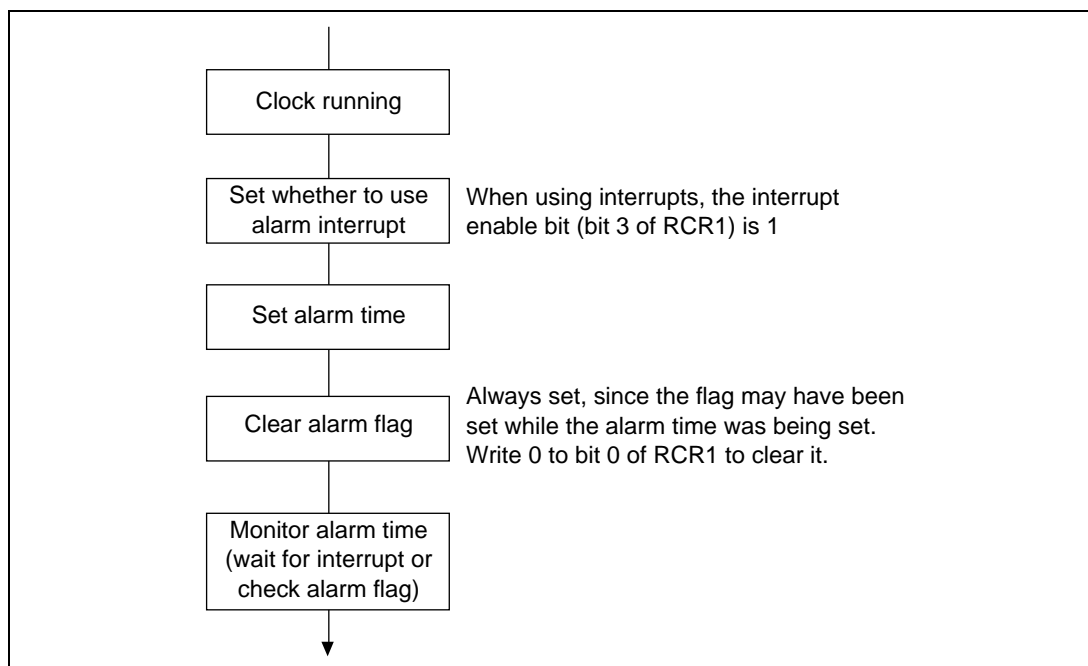 Clock running
Set whether to use
alarm interrupt
When using interrupts, the interrupt
enable bit (bit 3 of RCR1) is 1
Set alarm time
Clear alarm flag
Always set, since the flag may have been
set while the alarm time was being set.
Write 0 to bit 0 of RCR1 to clear it.
Monitor alarm time
(wait for interrupt or
check alarm flag)